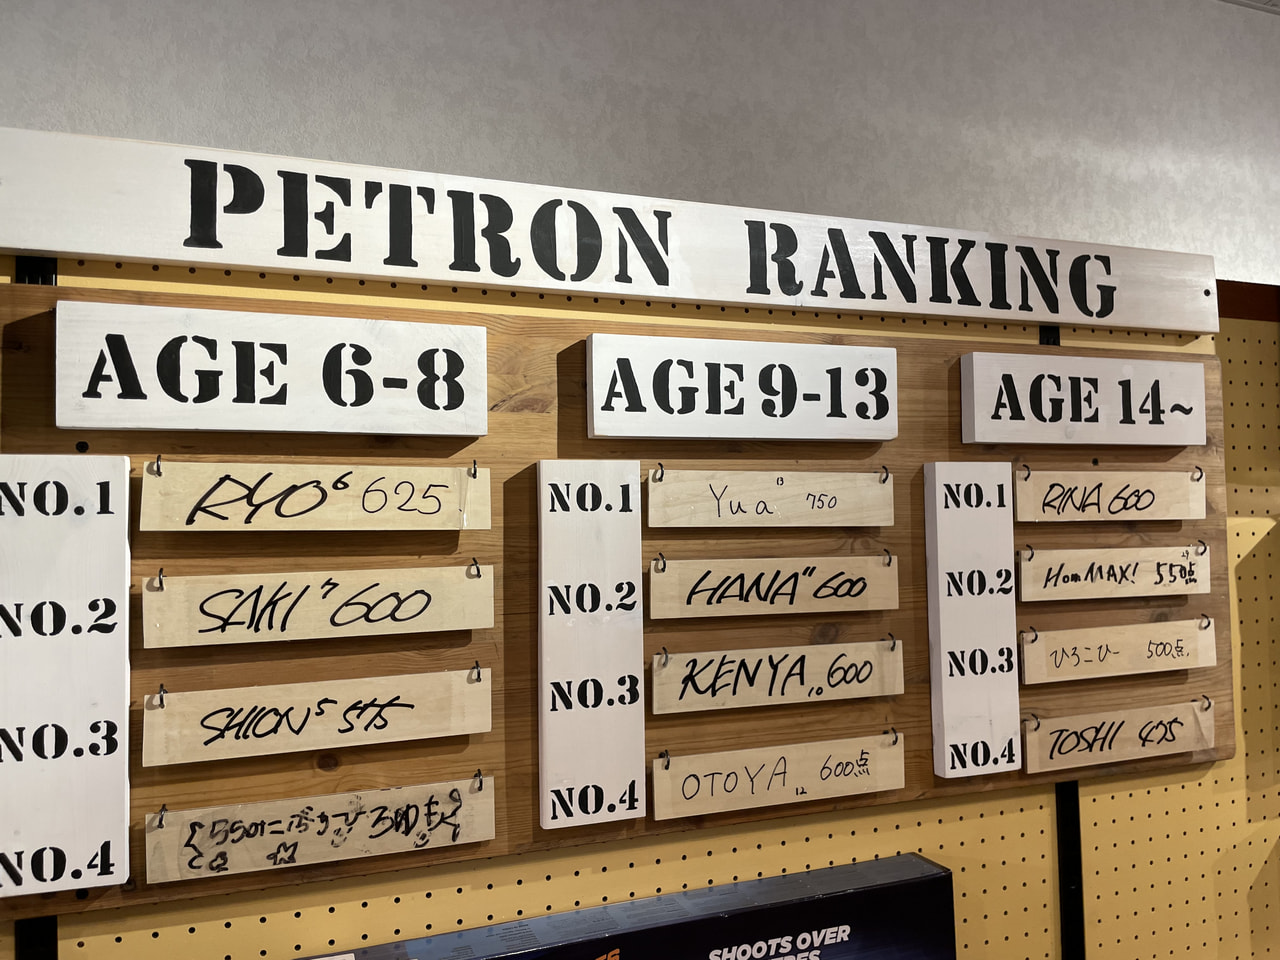 PETRON RANKING
AGE 6-8
NO.1 RYO 6 625
NO.2 SAKI 7 600
NO.3 SHION 5 575
NO.4
AGE 9-13
NO.1 Yua 13 750
NO.2 HANA 11 600
NO.3 KENYA 10 600
NO.4 OTOYA 12 600点
AGE 14~
NO.1 RINA 600
NO.2 HomMAX! 550点
NO.3 ひろこひー 500点.
NO.4 TOSHI 475
SHOOTS OVER